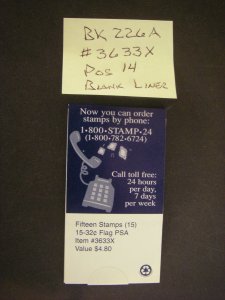 BK 226A
#3633X
POS 14
BLANK LINER
Now you can order
stamps by phone:
1-800-STAMP-24
(1-800-782-6724)
Call toll free:
24 hours
per day,
7 days
per week
Fifteen Stamps (15)
15-32¢ Flag PSA
Item #3633X
Value $4.80